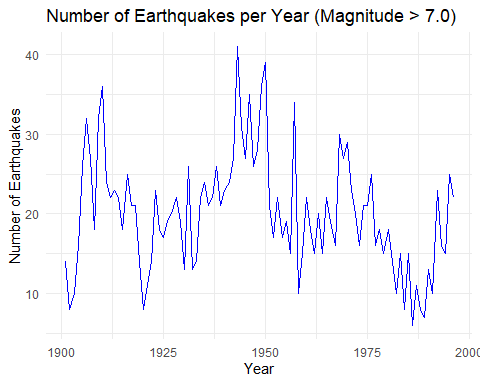 Number of Earthquakes per Year (Magnitude > 7.0)
Number of Earthquakes
40
30
20
10
1900 1925 1950 1975 2000
Year